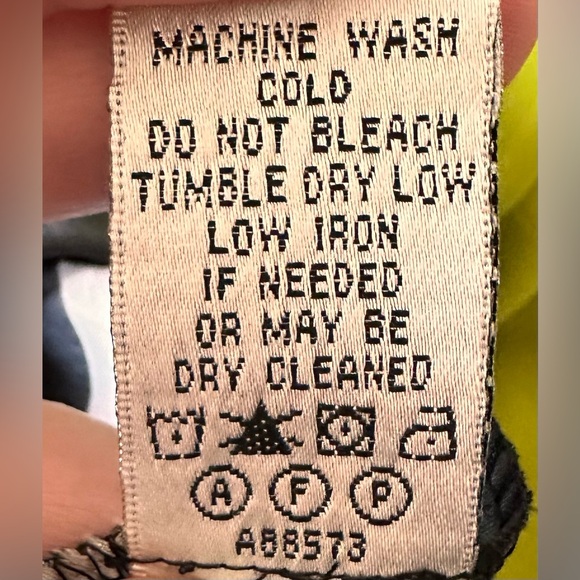 MACHINE WASH
COLD
DO NOT BLEACH
TUMBLE DRY LOW
LOW IRON
IF NEEDED
OR MAY BE
DRY CLEANED
A F P
A88573